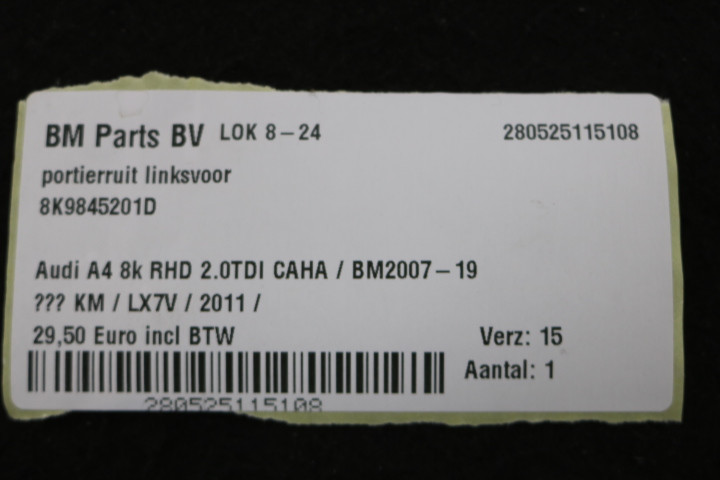 BM Parts BV LOK 8-24 280525115108
portierruit linksvoor
8K9845201D
Audi A4 8k RHD 2.0TDI CAHA / BM2007-19
??? KM / LX7V / 2011 /
29,50 Euro incl BTW Verz: 15
Aantal: 1
280525115108